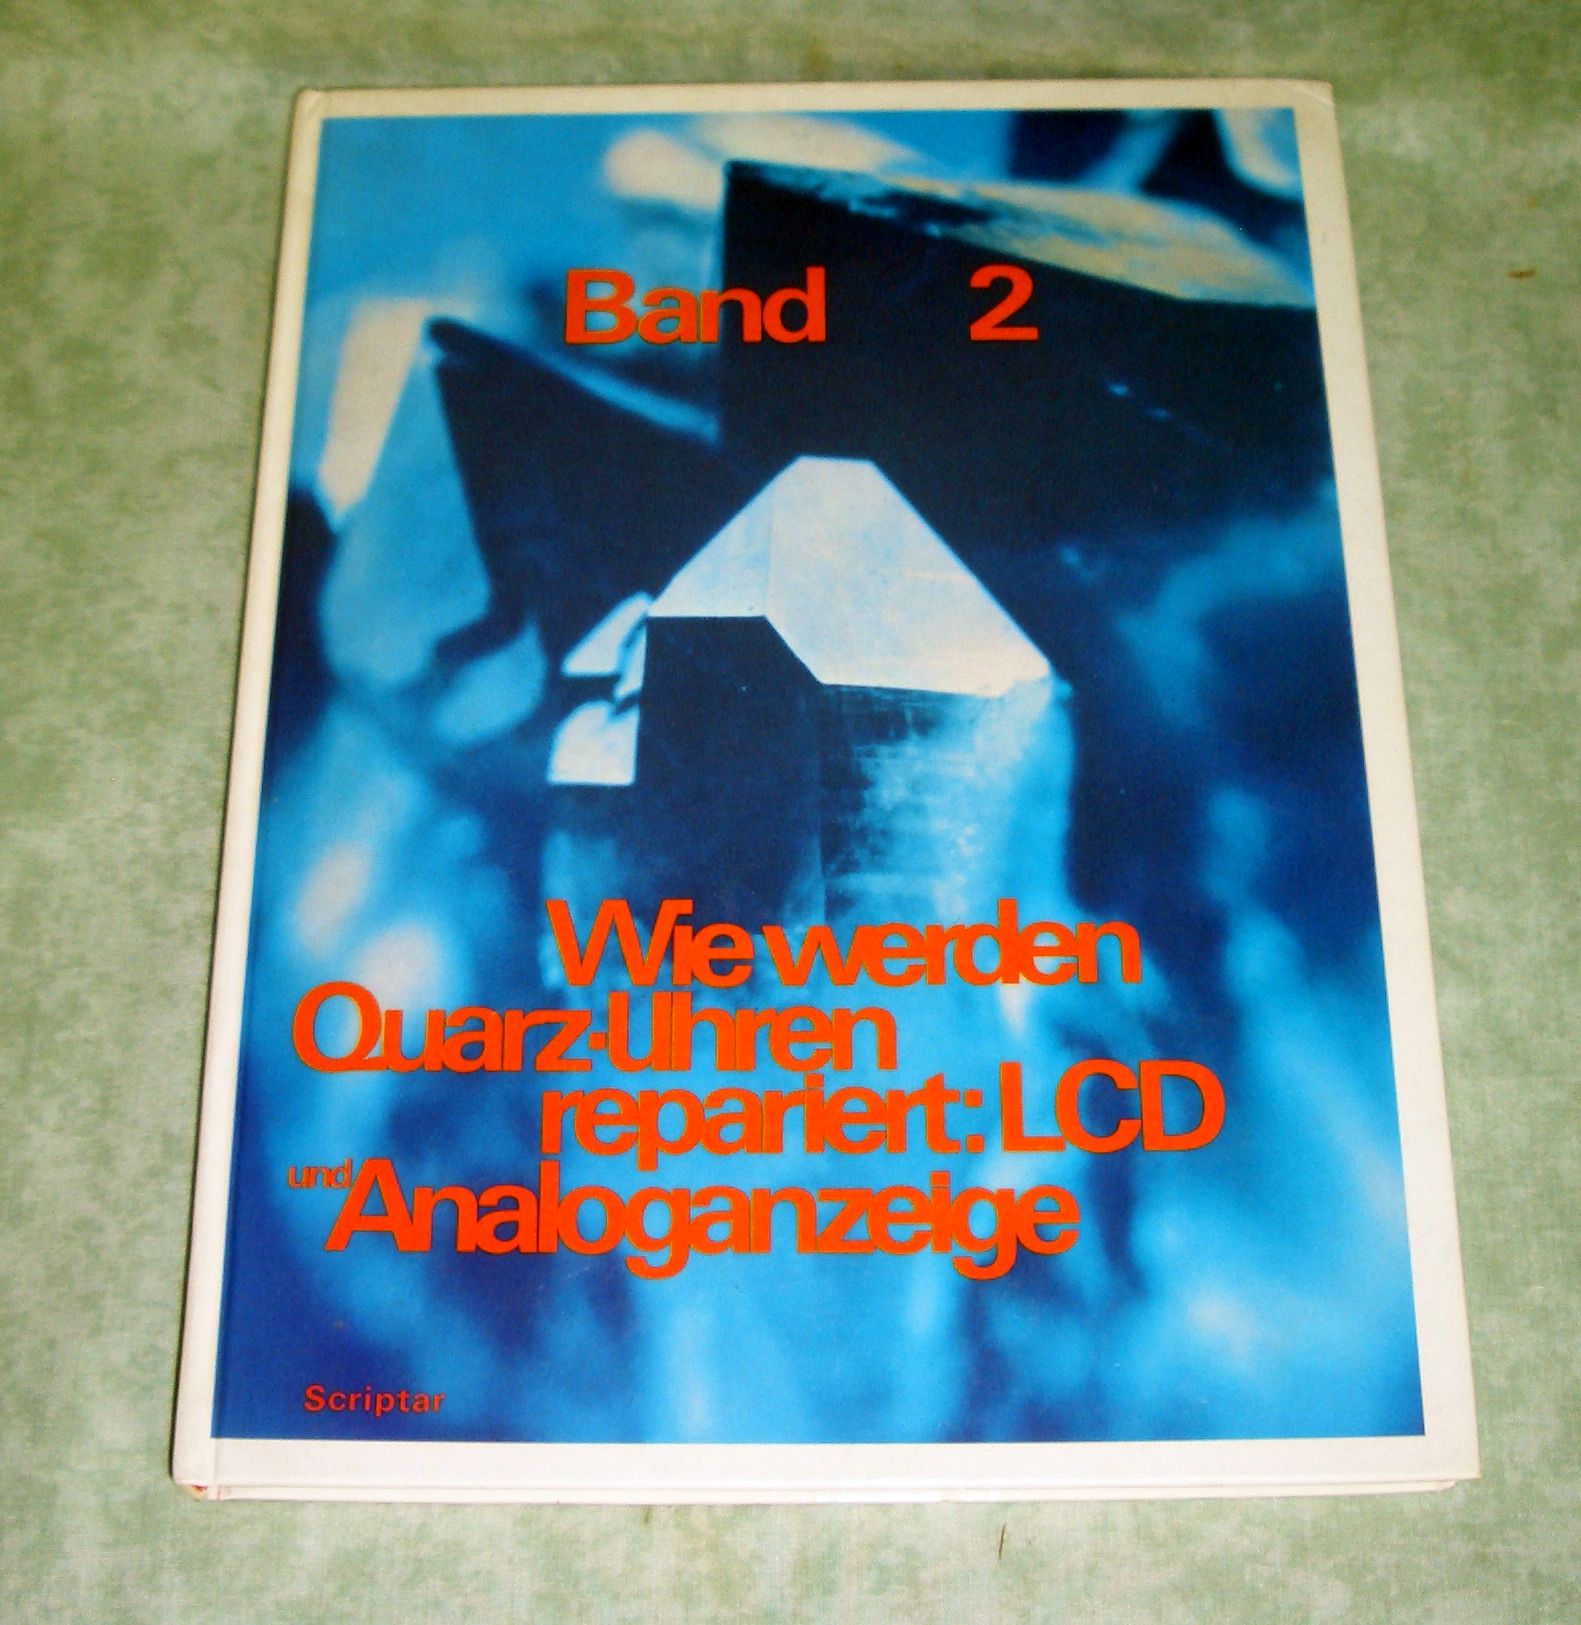 Band 2
Wie werden
Quarz-Uhren
repariert: LCD
und Analoganzeige
Scriptar